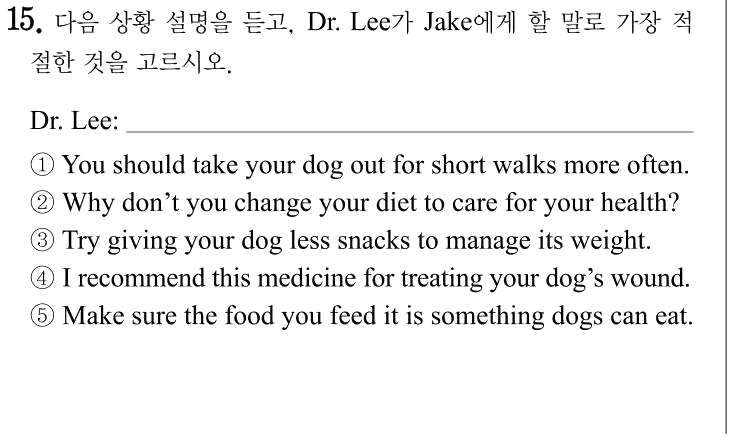 15. 다음 상황 설명을 듣고, Dr. Lee가 Jake에게 할 말로 가장 적
절한 것을 고르시오.
Dr. Lee: ____________________
① You should take your dog out for short walks more often.
② Why don’t you change your diet to care for your health?
③ Try giving your dog less snacks to manage its weight.
④ I recommend this medicine for treating your dog’s wound.
⑤ Make sure the food you feed it is something dogs can eat.